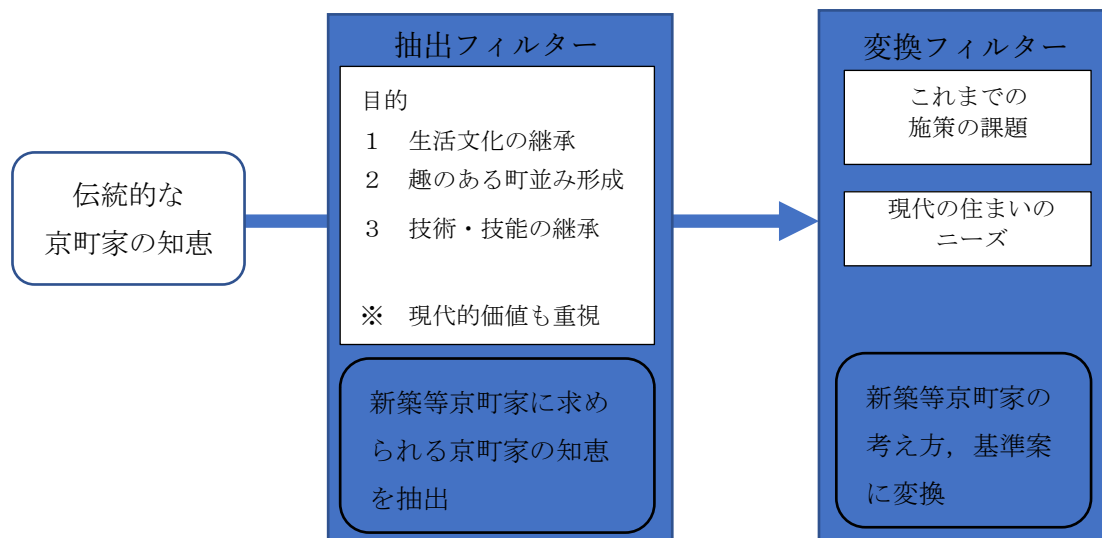 伝統的な
京町家の知恵
抽出フィルター
目的
１　生活文化の継承
２　趣のある町並み形成
３　技術・技能の継承
※　現代的価値も重視
新築等京町家に求め
られる京町家の知恵
を抽出
変換フィルター
これまでの
施策の課題
現代の住まいの
ニーズ
新築等京町家の
考え方，基準案
に変換